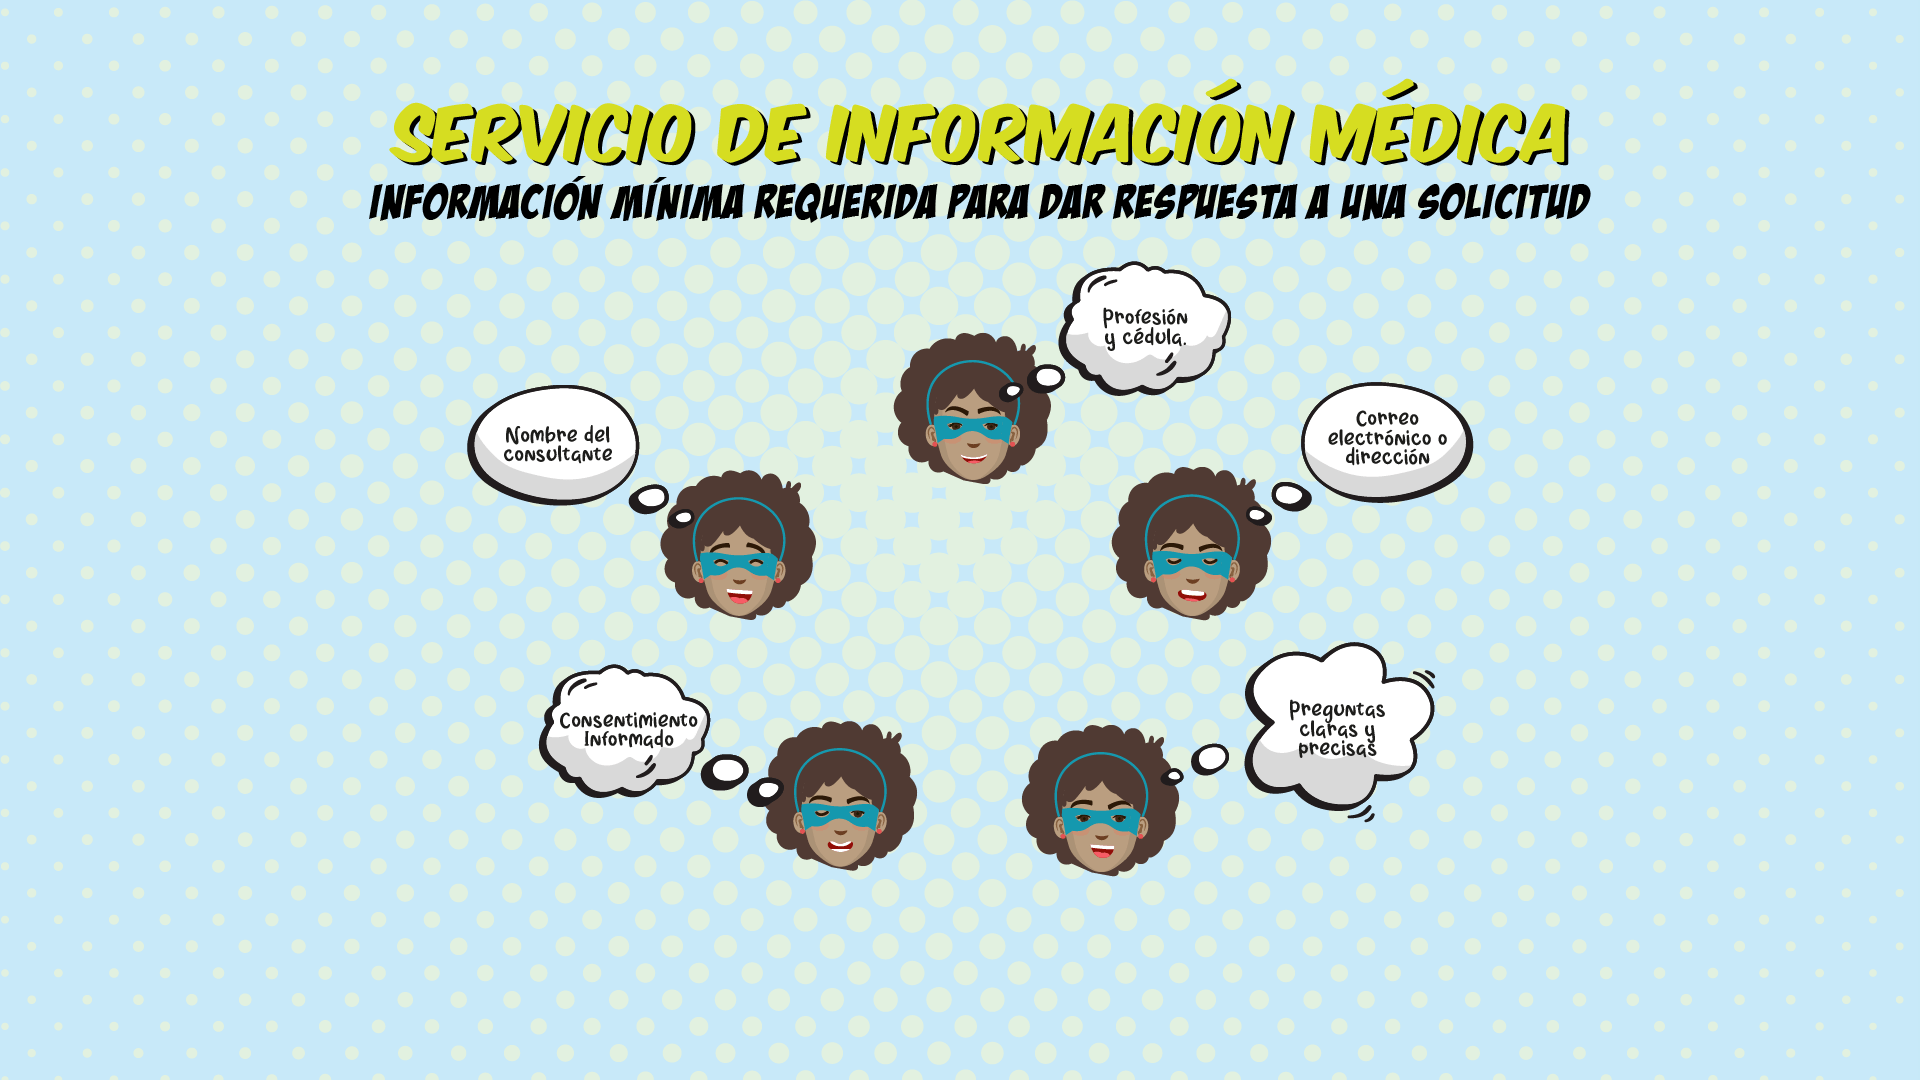 SERVICIO DE INFORMACIÓN MÉDICA
INFORMACIÓN MÍNIMA REQUERIDA PARA DAR RESPUESTA A UNA SOLICITUD
Nombre del
consultante
Profesión
y cédula.
Correo
electrónico o
dirección
Consentimiento
Informado
Preguntas
claras y
precisas